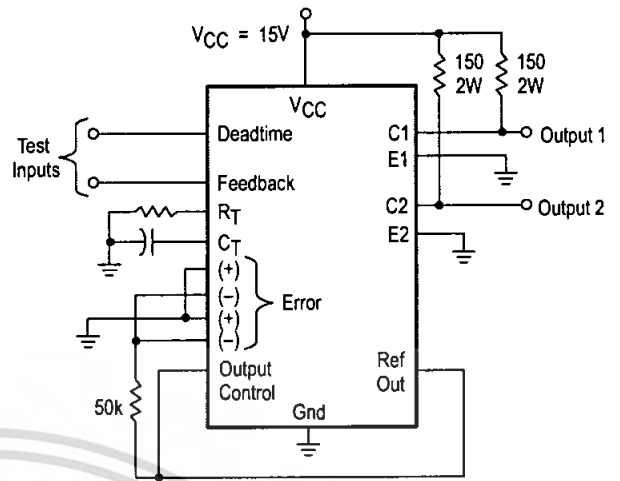 VCC = 15V
150
2W
150
2W
VCC
Test
Inputs
Deadtime
Feedback
RT
CT
(+)
(–)
(+)
(–)
Error
Output
Control
50k
Gnd
C1
E1
C2
E2
Ref
Out
Output 1
Output 2